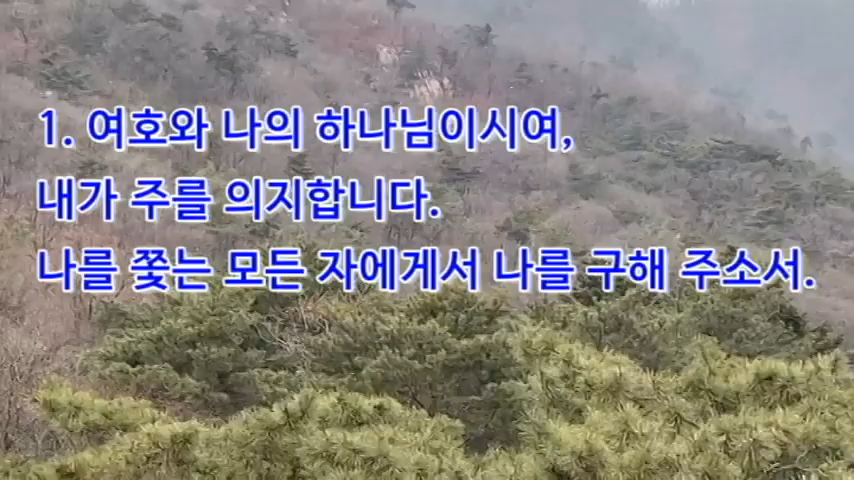 1. 여호와 나의 하나님이시여,
내가 주를 의지합니다.
나를 쫓는 모든 자에게서 나를 구해 주소서.